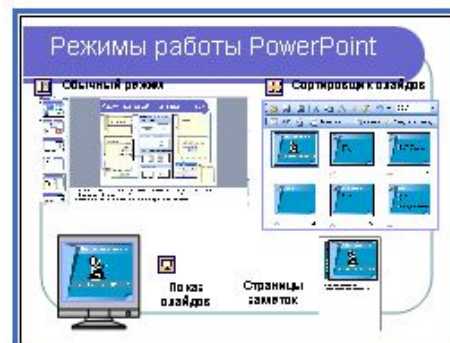 Режимы работы PowerPoint
Обычный режим
Сортировщик слайдов
Показ
слайдов
Страницы
заметок